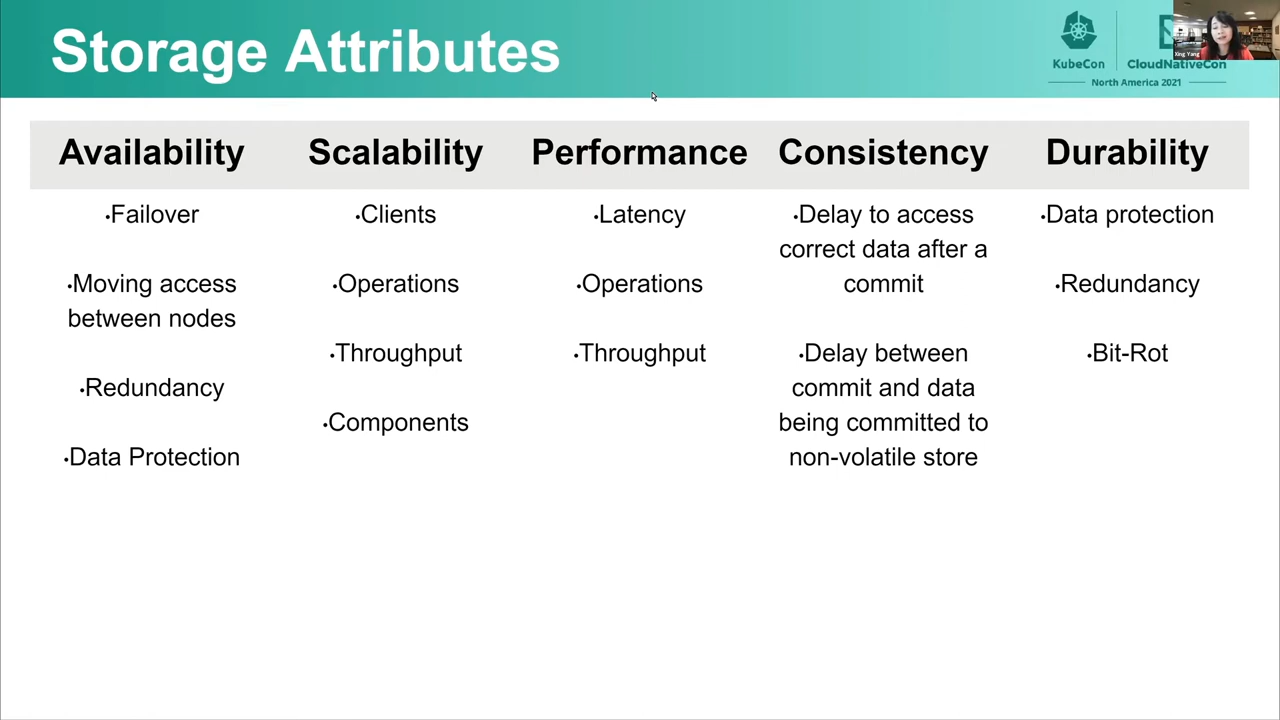 Storage Attributes
KubeCon
CloudNativeCon
North America 2021
Xing Yang
Availability
Scalability
Performance
Consistency
Durability
•Failover
•Moving access
between nodes
•Redundancy
•Data Protection
•Clients
•Operations
•Throughput
•Components
•Latency
•Operations
•Throughput
•Delay to access
correct data after a
commit
•Delay between
commit and data
being committed to
non-volatile store
•Data protection
•Redundancy
•Bit-Rot